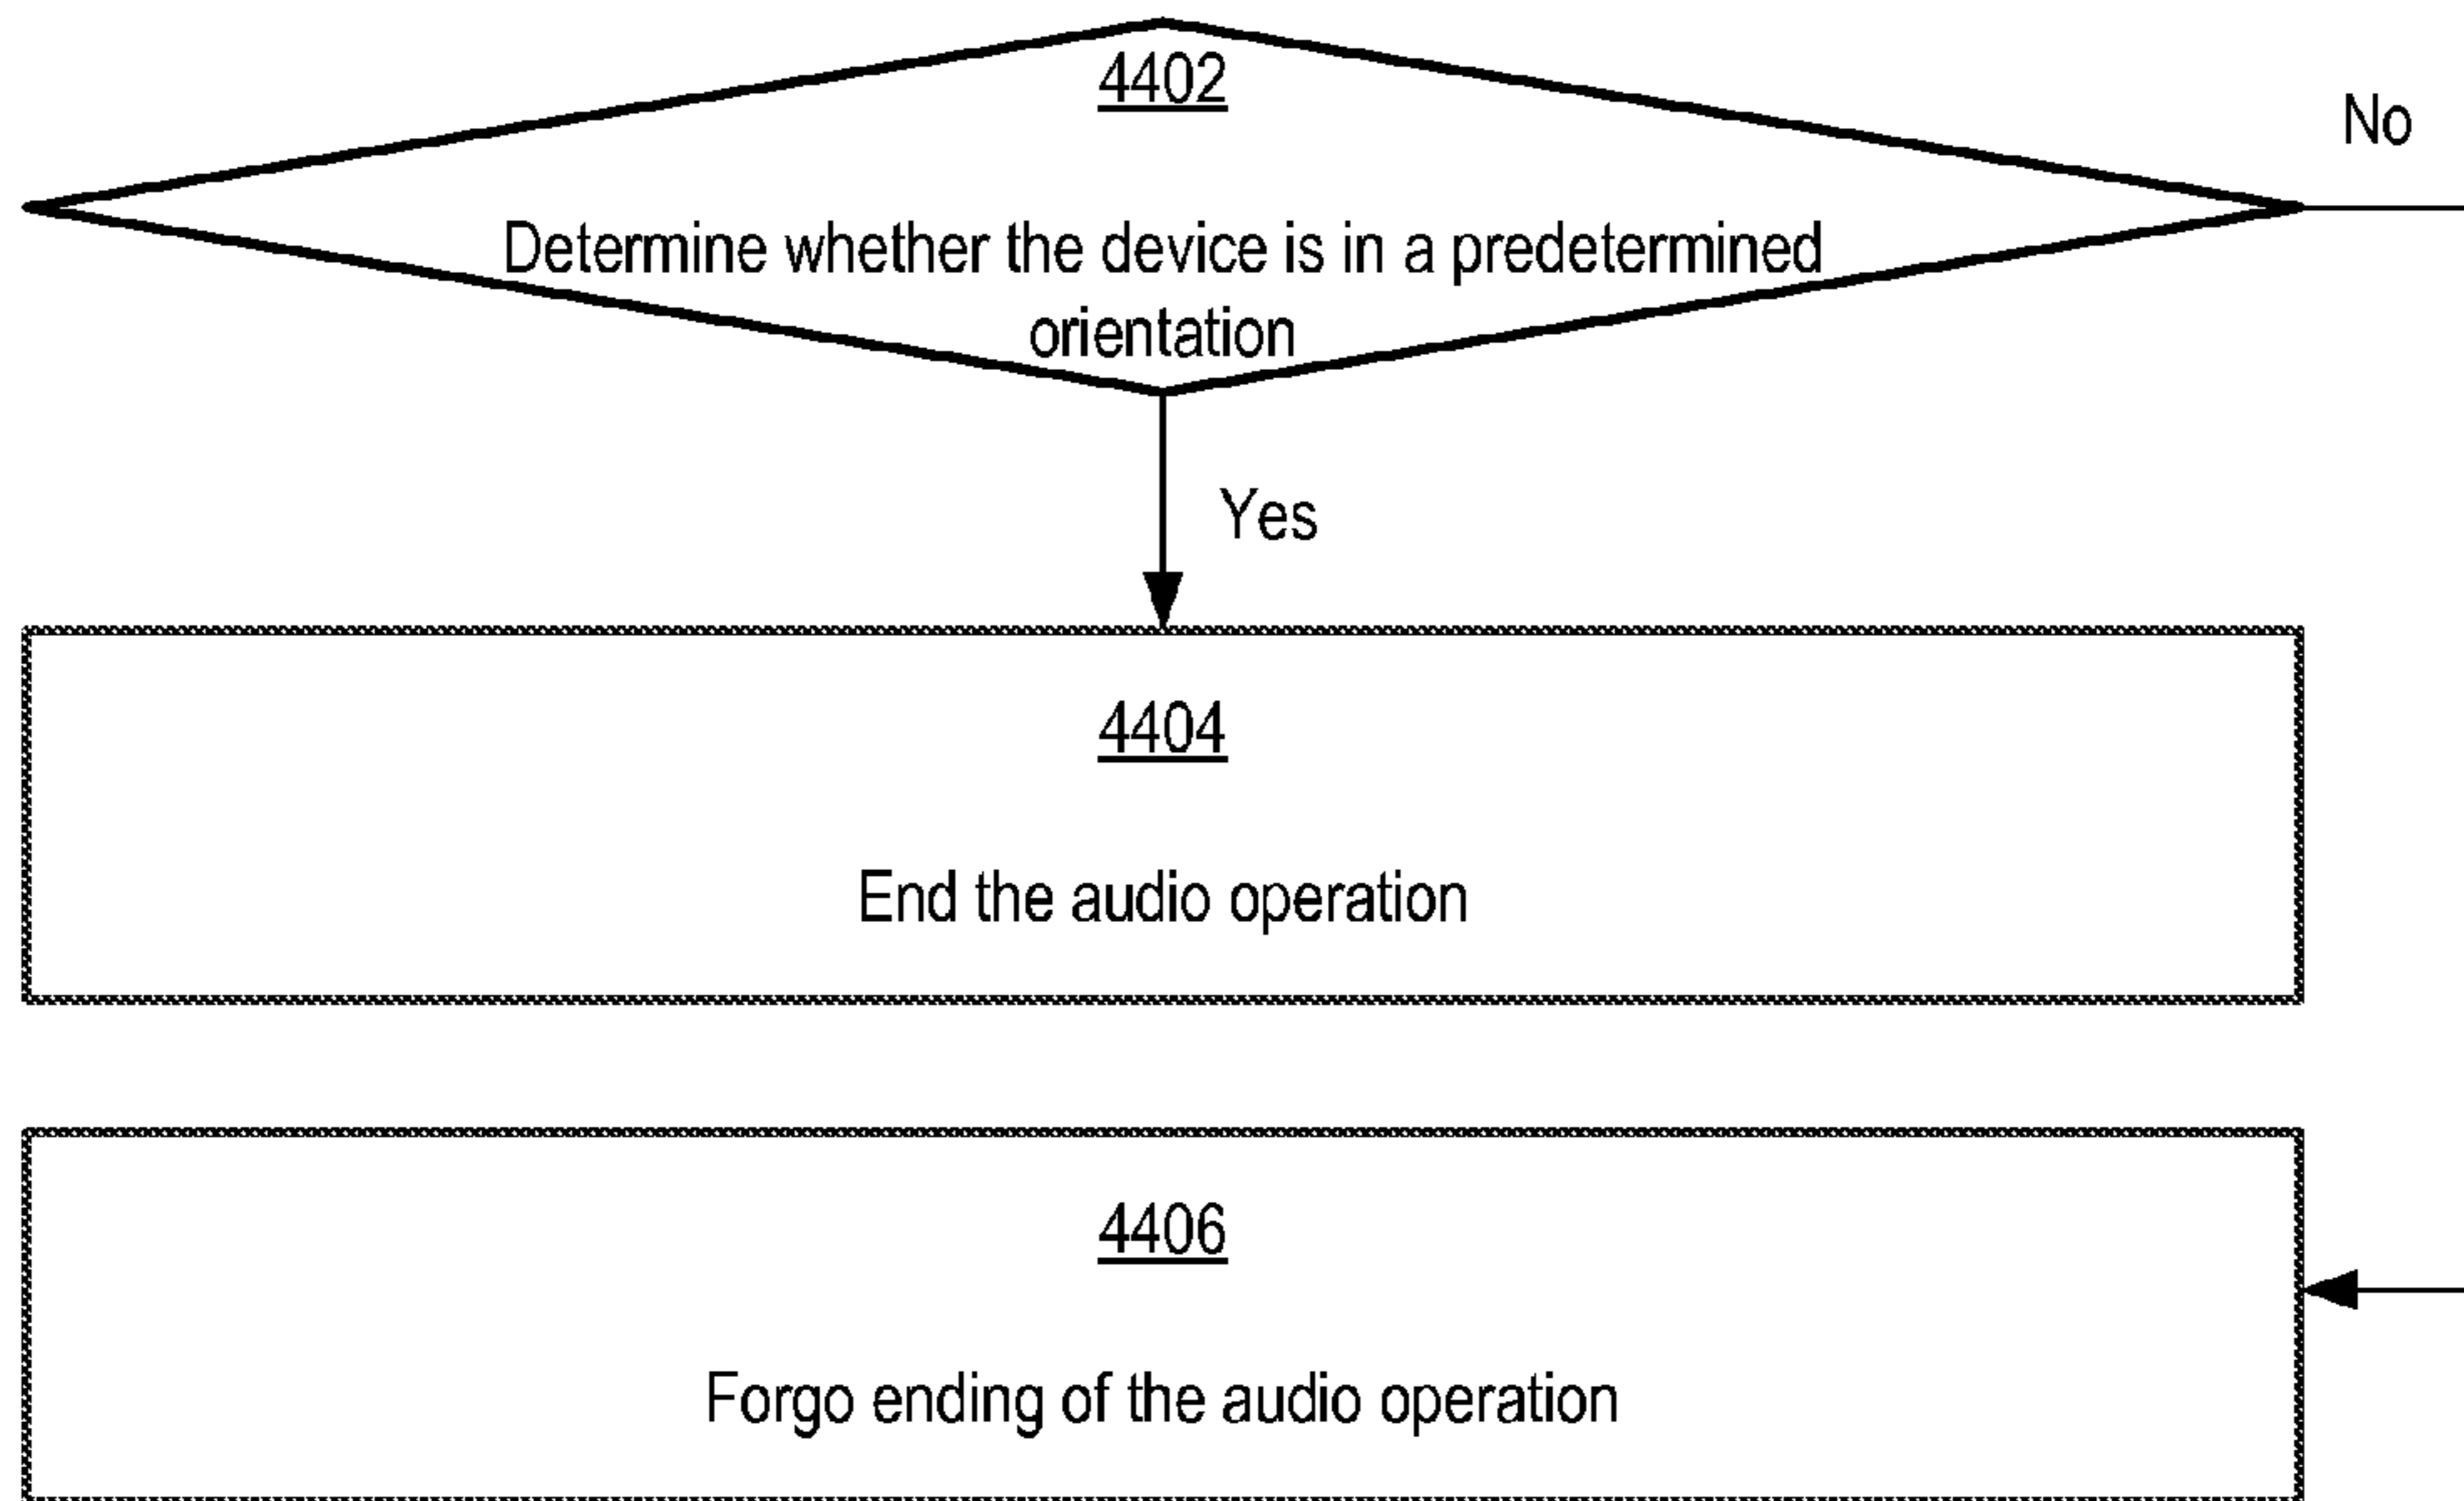 4402
No
Determine whether the device is in a predetermined
orientation
Yes
4404
End the audio operation
4406
Forgo ending of the audio operation